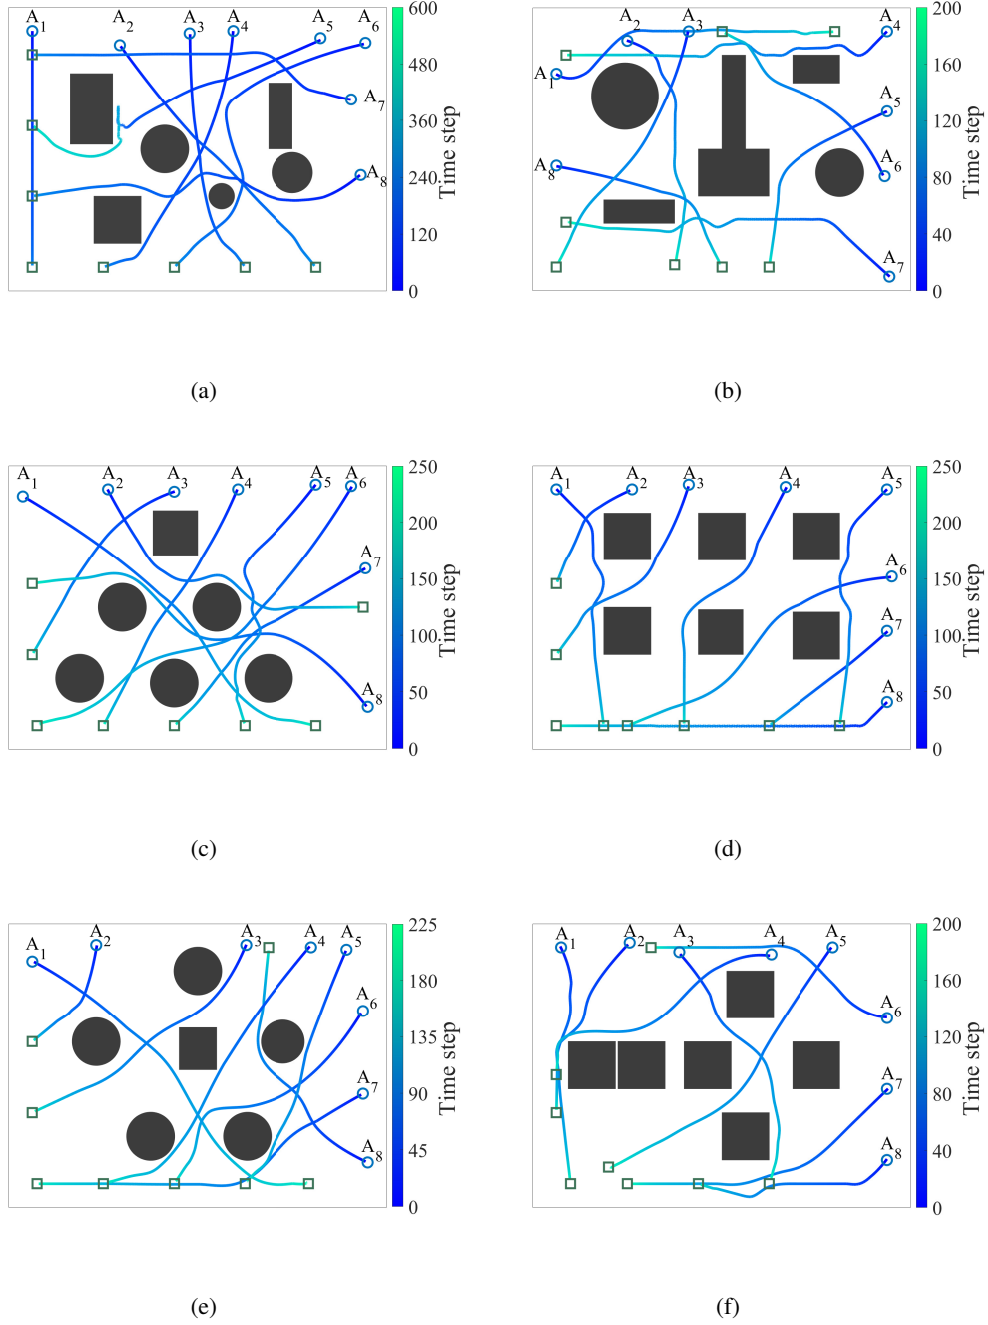 A1 A2 A3 A4 A5 A6
A7
A8
600
480
360
240
120
0
Time step
(a)
A1 A2 A3 A4
A5
A6
A7
A8
200
160
120
80
40
0
Time step
(b)
A1 A2 A3 A4 A5 A6
A7
A8
250
200
150
100
50
0
Time step
(c)
A1 A2 A3 A4 A5
A6
A7
A8
250
200
150
100
50
0
Time step
(d)
A1 A2 A3 A4 A5
A6
A7
A8
225
180
135
90
45
0
Time step
(e)
A1 A2 A3 A4 A5
A6
A7
A8
200
160
120
80
40
0
Time step
(f)